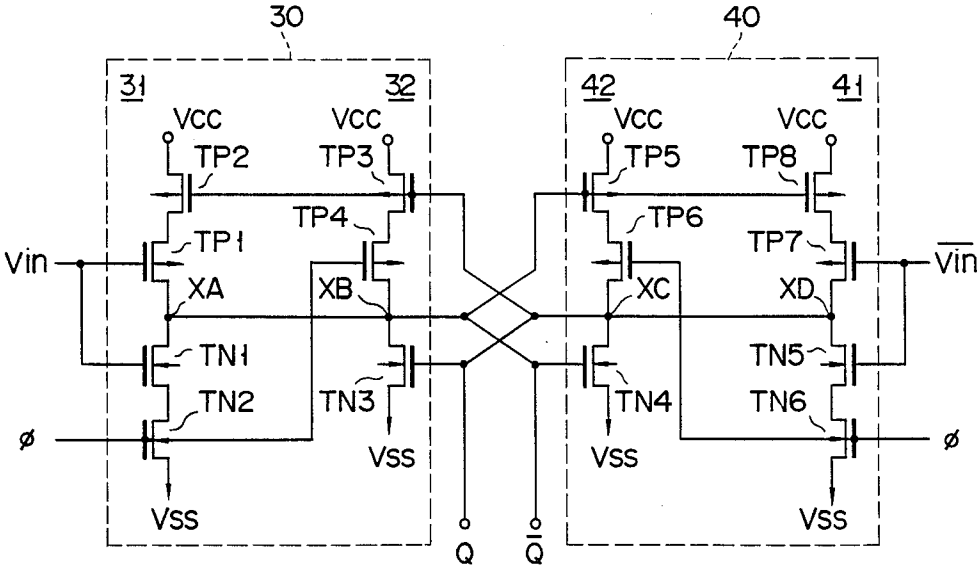 30
40
31
32
42
41
Vcc
Vcc
Vcc
Vcc
TP2
TP3
TP5
TP8
TP4
TP6
Vin
TP1
TP7
V̅i̅n̅
XA
XB
XC
XD
TN1
TN5
TN2
TN3
TN4
TN6
ø
ø
Vss
Vss
Vss
Vss
Q
Q̅